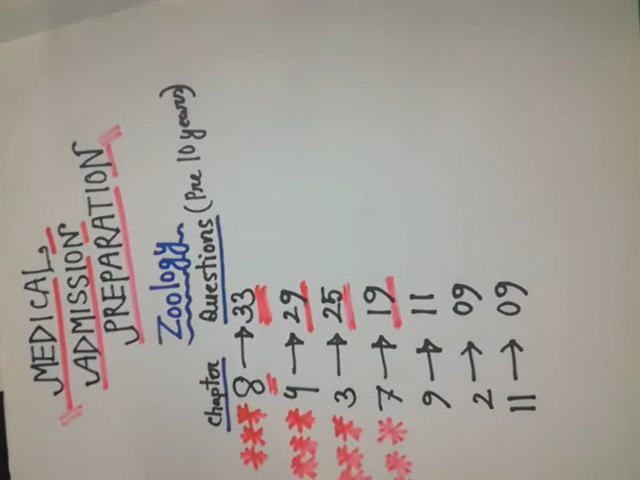 MEDICAL
ADMISSION
PREPARATION
Zoology
Chapter Questions (Pre 10 years)
*** 8 → 33
*** 4 → 29
*** 3 → 25
** 7 → 19
9 → 11
2 → 09
11 → 09